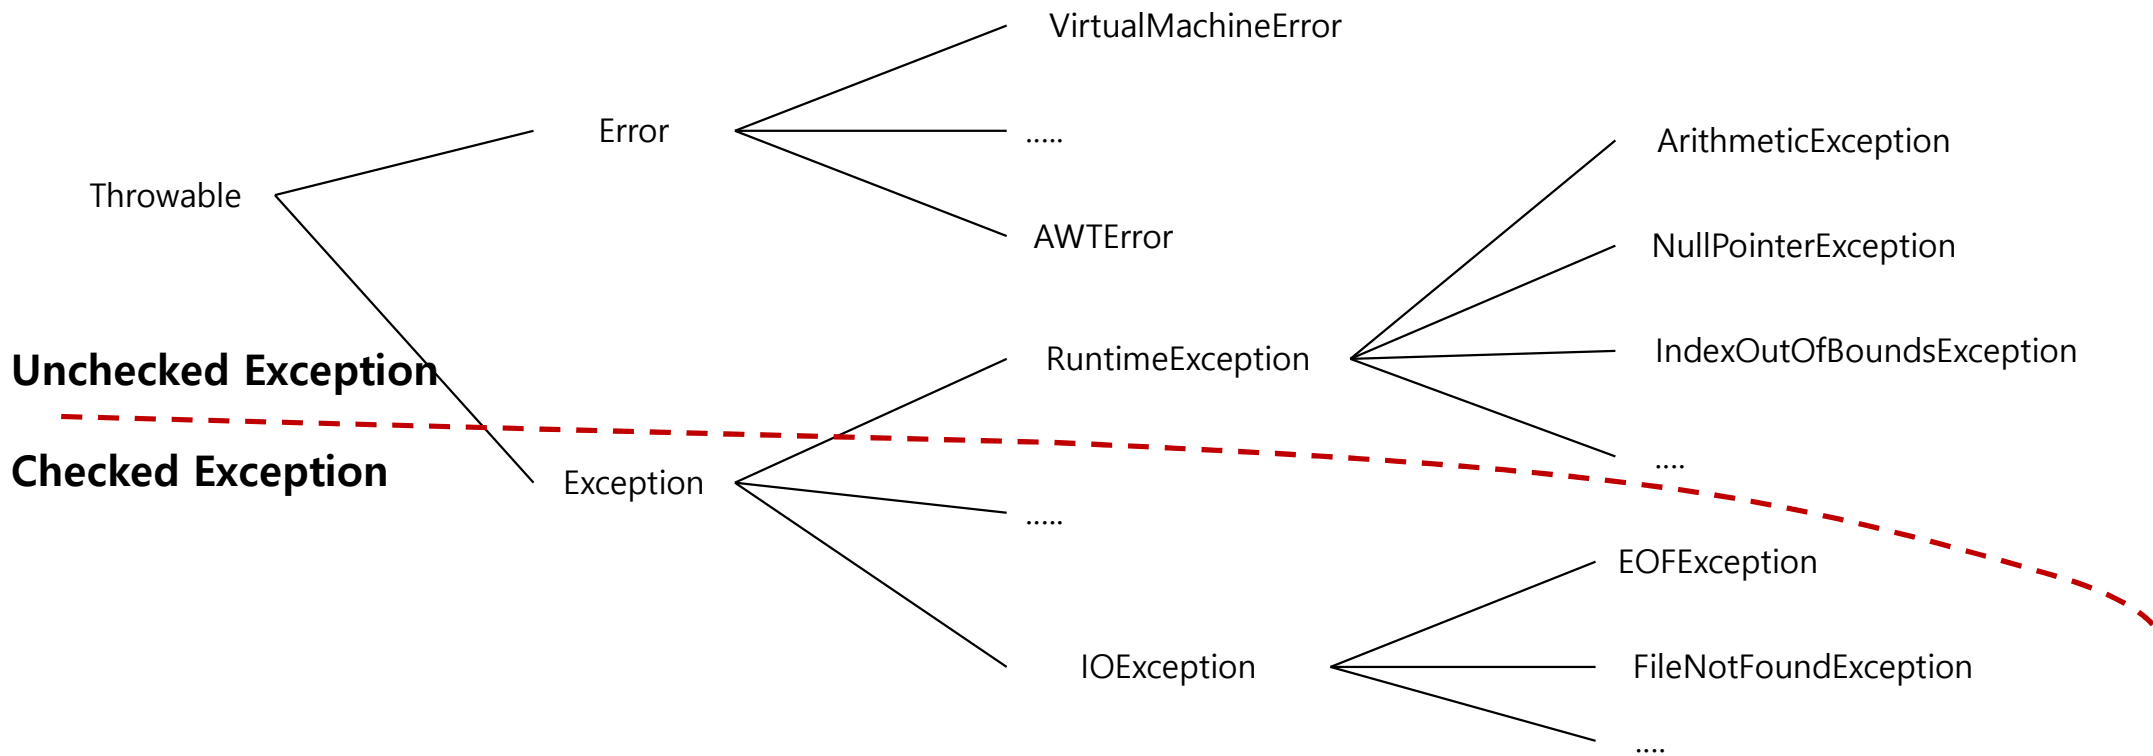 VirtualMachineError
Error
.....
ArithmeticException
Throwable
AWTError
NullPointerException
Unchecked Exception
RuntimeException
IndexOutOfBoundsException
Checked Exception
Exception
....
.....
EOFException
IOException
FileNotFoundException
....